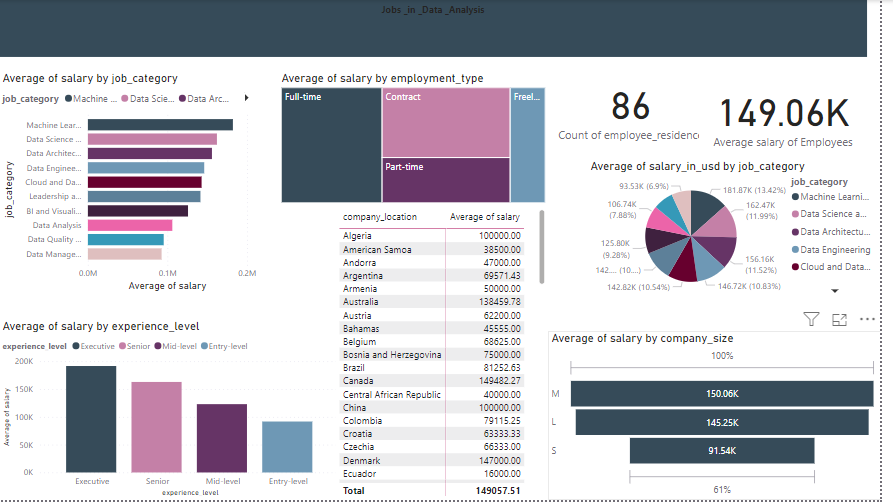 Jobs _in _Data _Analysis
Average of salary by job_category
job_category Machine ... Data Scie... Data Arc...
job_category
Machine Lear...
Data Science ...
Data Architec...
Data Enginee...
Cloud and Da...
Leadership a...
BI and Visuali...
Data Analysis
Data Quality ...
Data Manage...
0.0M 0.1M 0.2M
Average of salary
Average of salary by employment_type
Full-time
Contract
Freel...
Part-time
86
Count of employee_residence
149.06K
Average salary of Employees
Average of salary_in_usd by job_category
181.87K (13.42%)
162.47K
(11.99%)
156.16K
(11.52%)
146.72K (10.83%)
142.82K (10.54%)
142.... (10....)
125.80K
(9.28%)
106.74K
(7.88%)
93.53K (6.9%)
job_category
Machine Learni...
Data Science a...
Data Architectu...
Data Engineering
Cloud and Data...
company_location Average of salary
Algeria 100000.00
American Samoa 38500.00
Andorra 47000.00
Argentina 69571.43
Armenia 50000.00
Australia 138459.78
Austria 62200.00
Bahamas 45555.00
Belgium 68625.00
Bosnia and Herzegovina 75000.00
Brazil 81252.63
Canada 149482.27
Central African Republic 40000.00
China 100000.00
Colombia 79115.25
Croatia 63333.33
Czechia 66333.00
Denmark 147000.00
Ecuador 16000.00
Total 149057.51
Average of salary by experience_level
experience_level Executive Senior Mid-level Entry-level
Average of salary
200K
150K
100K
50K
0K
Executive Senior Mid-level Entry-level
experience_level
Average of salary by company_size
100%
M 150.06K
L 145.25K
S 91.54K
61%